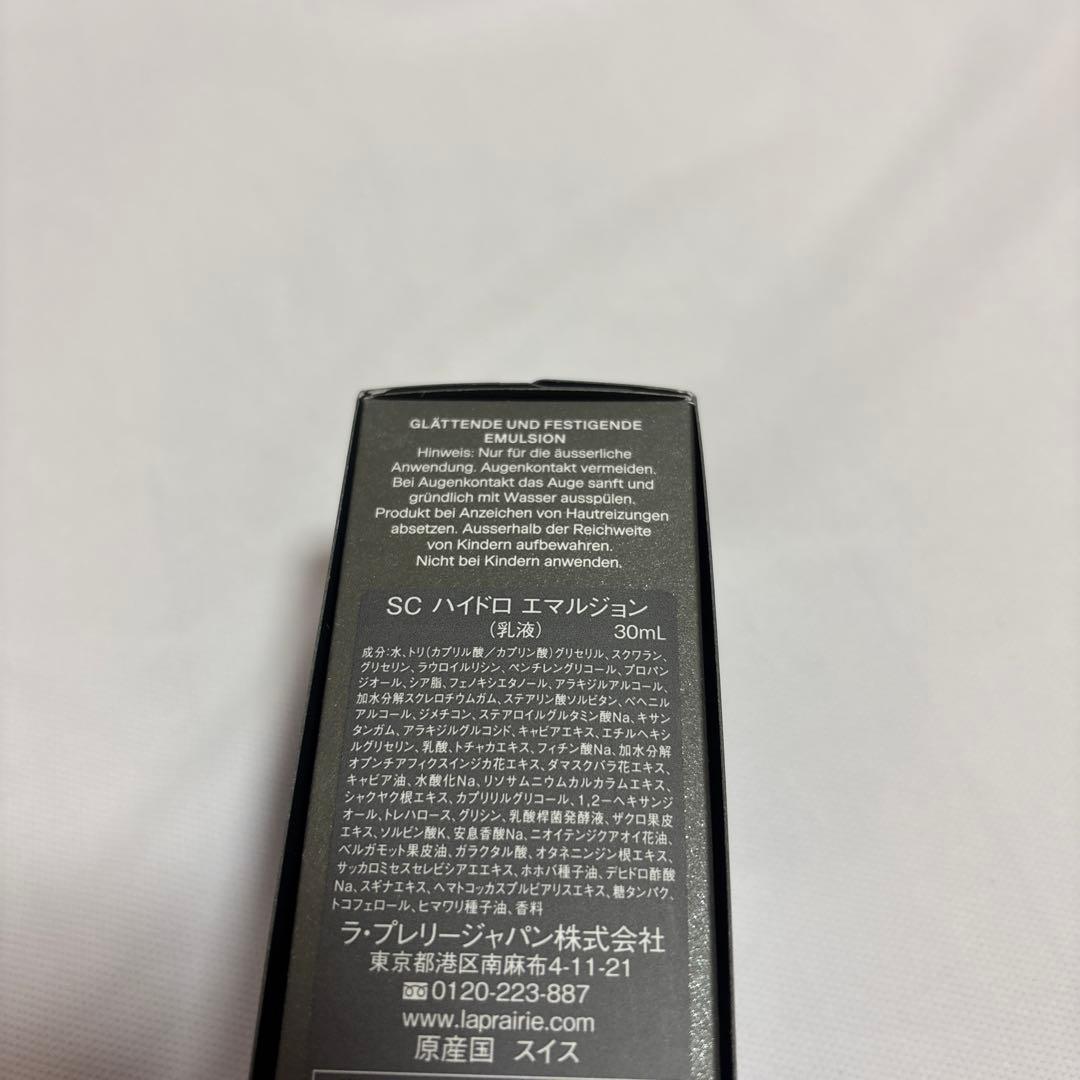 GLÄTTENDE UND FESTIGENDE
EMULSION
Hinweis: Nur für die äusserliche
Anwendung. Augenkontakt vermeiden.
Bei Augenkontakt das Auge sanft und
gründlich mit Wasser ausspülen.
Produkt bei Anzeichen von Hautreizungen
absetzen. Ausserhalb der Reichweite
von Kindern aufbewahren.
Nicht bei Kindern anwenden.
SC ハイドロ エマルジョン
(乳液) 30mL
成分:水、トリ(カプリル酸/カプリン酸)グリセリル、スクワラン、
グリセリン、ラウロイルリシン、ペンチレングリコール、プロパン
ジオール、シア脂、フェノキシエタノール、アラキジルアルコール、
加水分解スクレロチウムガム、ステアリン酸ソルビタン、ベヘニル
アルコール、ジメチコン、ステアロイルグルタミン酸Na、キサン
タンガム、アラキジルグルコシド、キャビアエキス、エチルヘキシ
ルグリセリン、乳酸、トチャカエキス、フィチン酸Na、加水分解
オプンチアフィクスインジカ花エキス、ダマスクバラ花エキス、
キャビア油、水酸化Na、リソサムニウムカルカラムエキス、
シャクヤク根エキス、カプリリルグリコール、1,2-ヘキサンジ
オール、トレハロース、グリシン、乳酸桿菌発酵液、ザクロ果皮
エキス、ソルビン酸K、安息香酸Na、ニオイテンジクアオイ花油、
ベルガモット果皮油、ガラクタル酸、オタネニンジン根エキス、
サッカロミセスセレビシアエエキス、ホホバ種子油、デヒドロ酢酸
Na、スギナエキス、ヘマトコッカスプルビアリスエキス、糖タンパク、
トコフェロール、ヒマワリ種子油、香料
ラ・プレリージャパン株式会社
東京都港区南麻布4-11-21
0120-223-887
www.laprairie.com
原産国 スイス